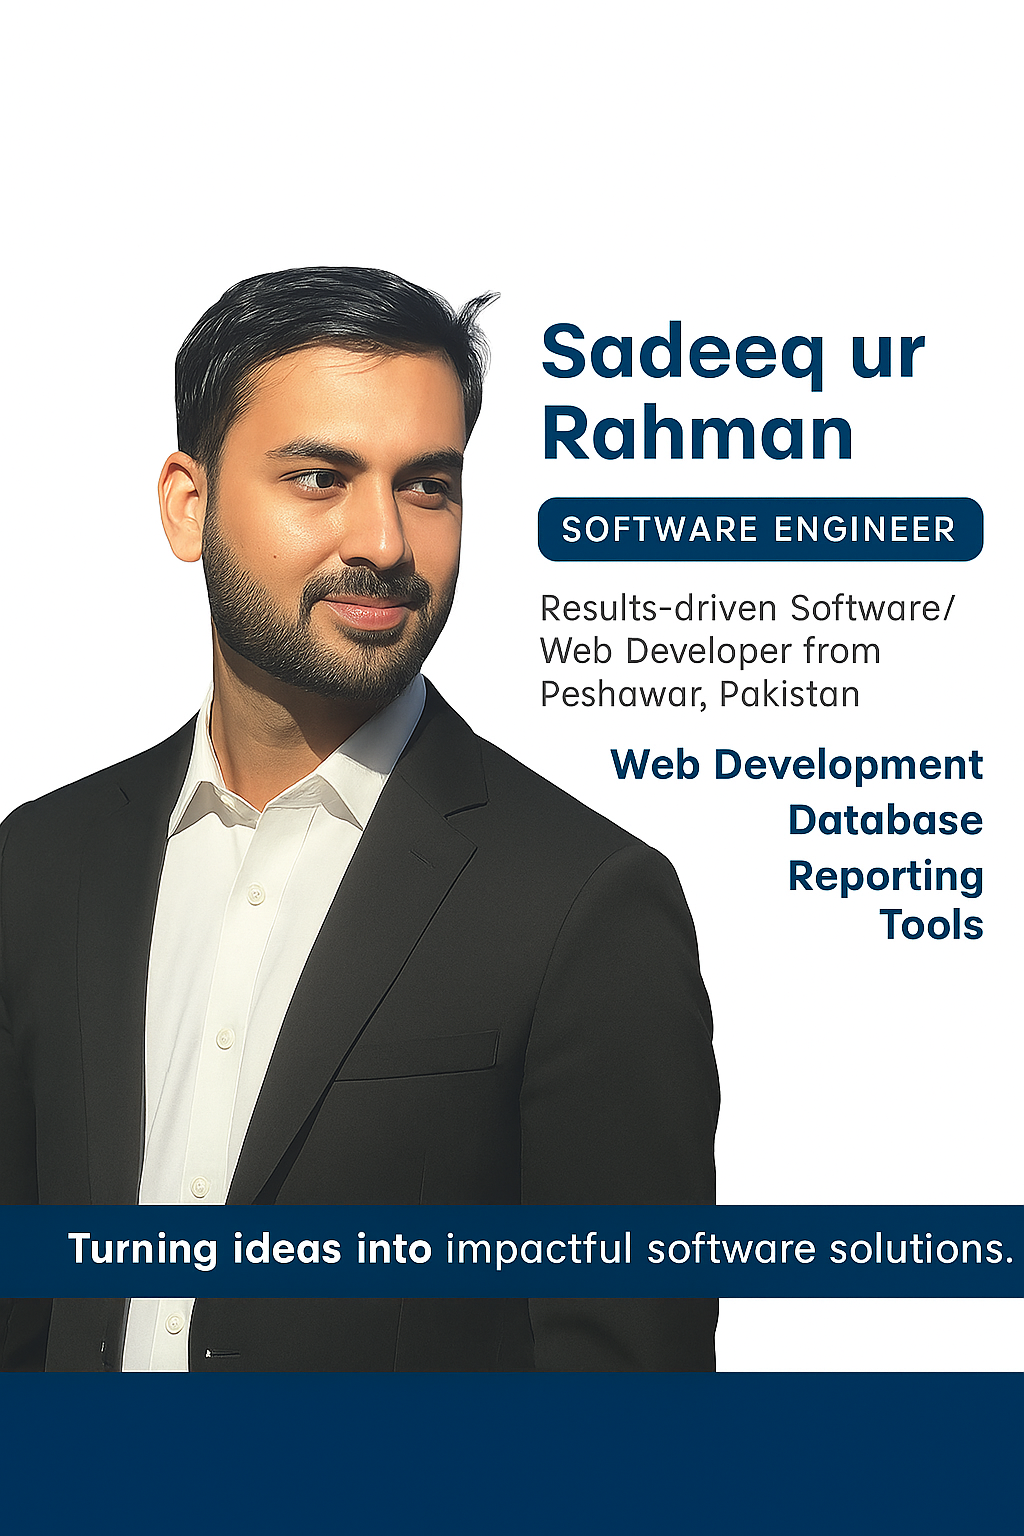 Sadeeq ur
Rahman
SOFTWARE ENGINEER
Results-driven Software/
Web Developer from
Peshawar, Pakistan
Web Development
Database
Reporting
Tools
Turning ideas into impactful software solutions.